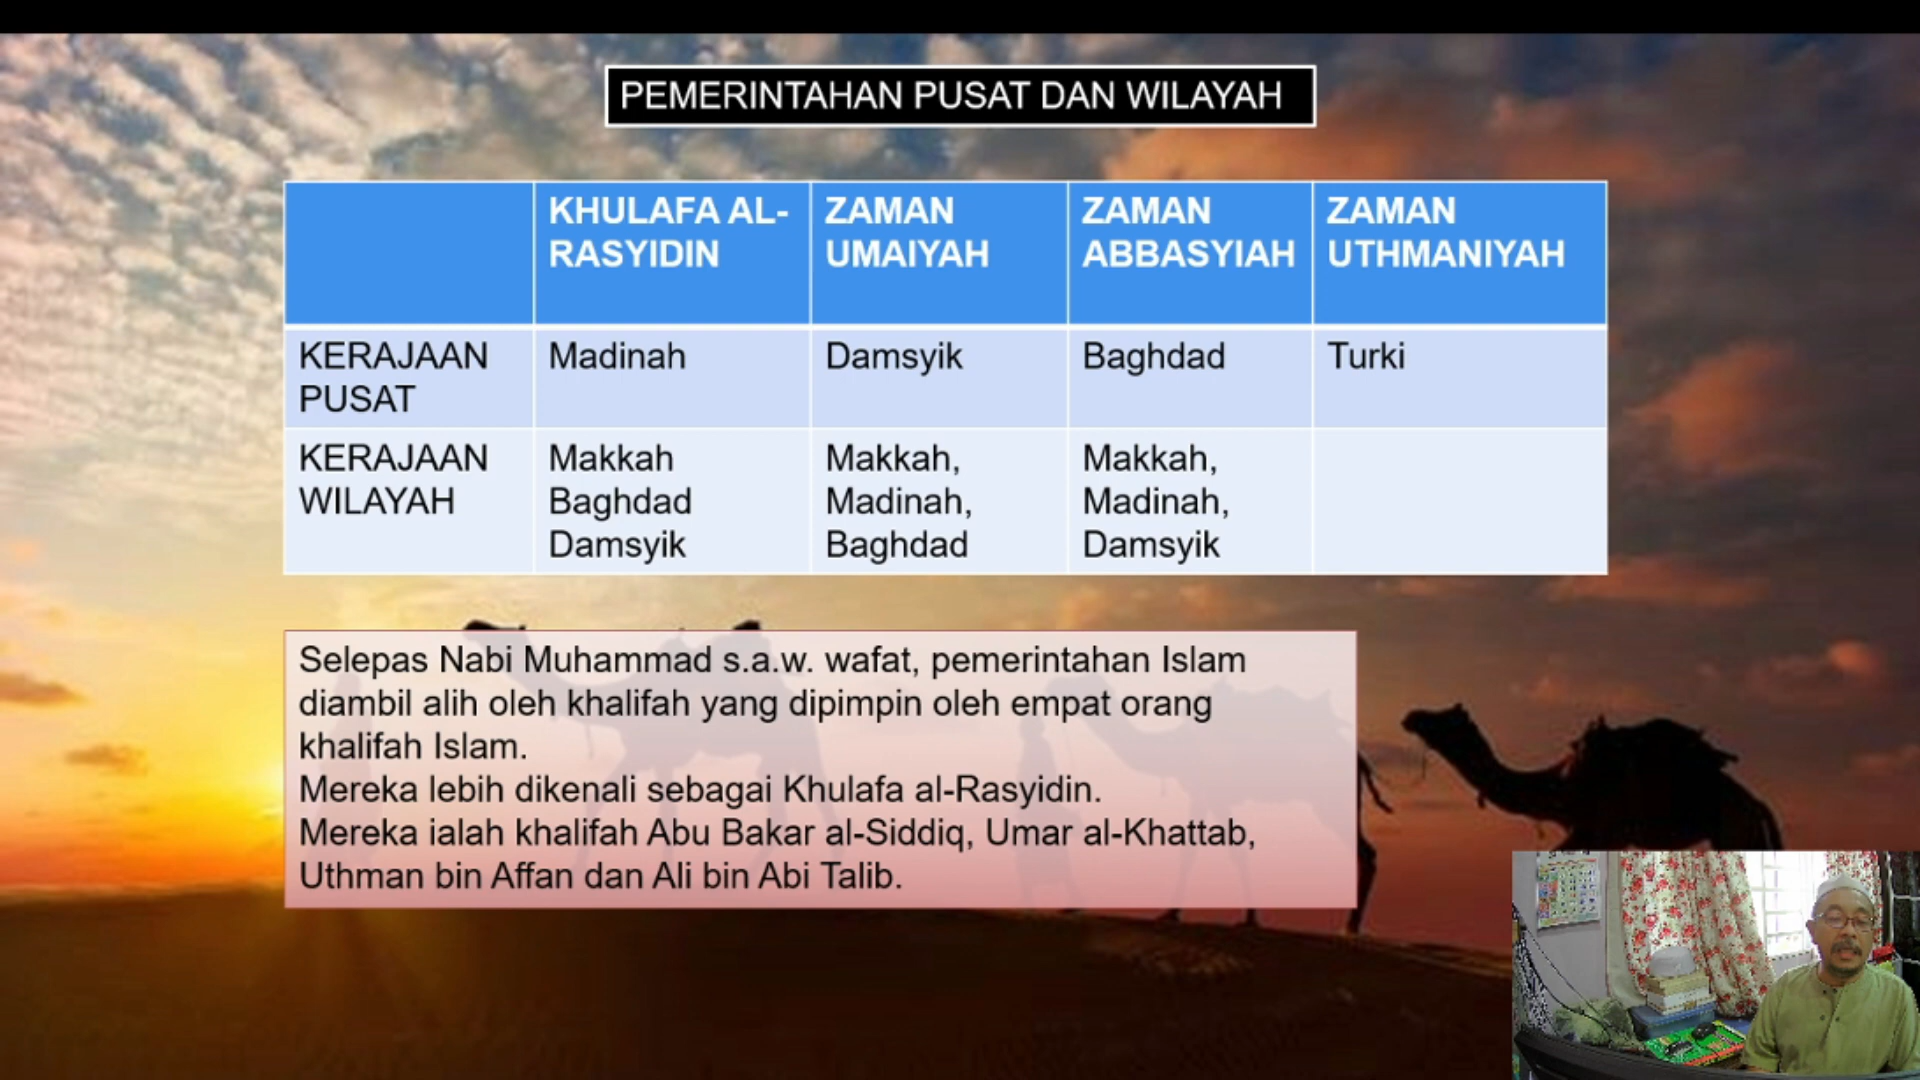 PEMERINTAHAN PUSAT DAN WILAYAH
KHULAFA AL-
RASYIDIN
ZAMAN
UMAIYAH
ZAMAN
ABBASYIAH
ZAMAN
UTHMANIYAH
KERAJAAN
PUSAT
Madinah
Damsyik
Baghdad
Turki
KERAJAAN
WILAYAH
Makkah
Baghdad
Damsyik
Makkah,
Madinah,
Baghdad
Makkah,
Madinah,
Damsyik
Selepas Nabi Muhammad s.a.w. wafat, pemerintahan Islam
diambil alih oleh khalifah yang dipimpin oleh empat orang
khalifah Islam.
Mereka lebih dikenali sebagai Khulafa al-Rasyidin.
Mereka ialah khalifah Abu Bakar al-Siddiq, Umar al-Khattab,
Uthman bin Affan dan Ali bin Abi Talib.